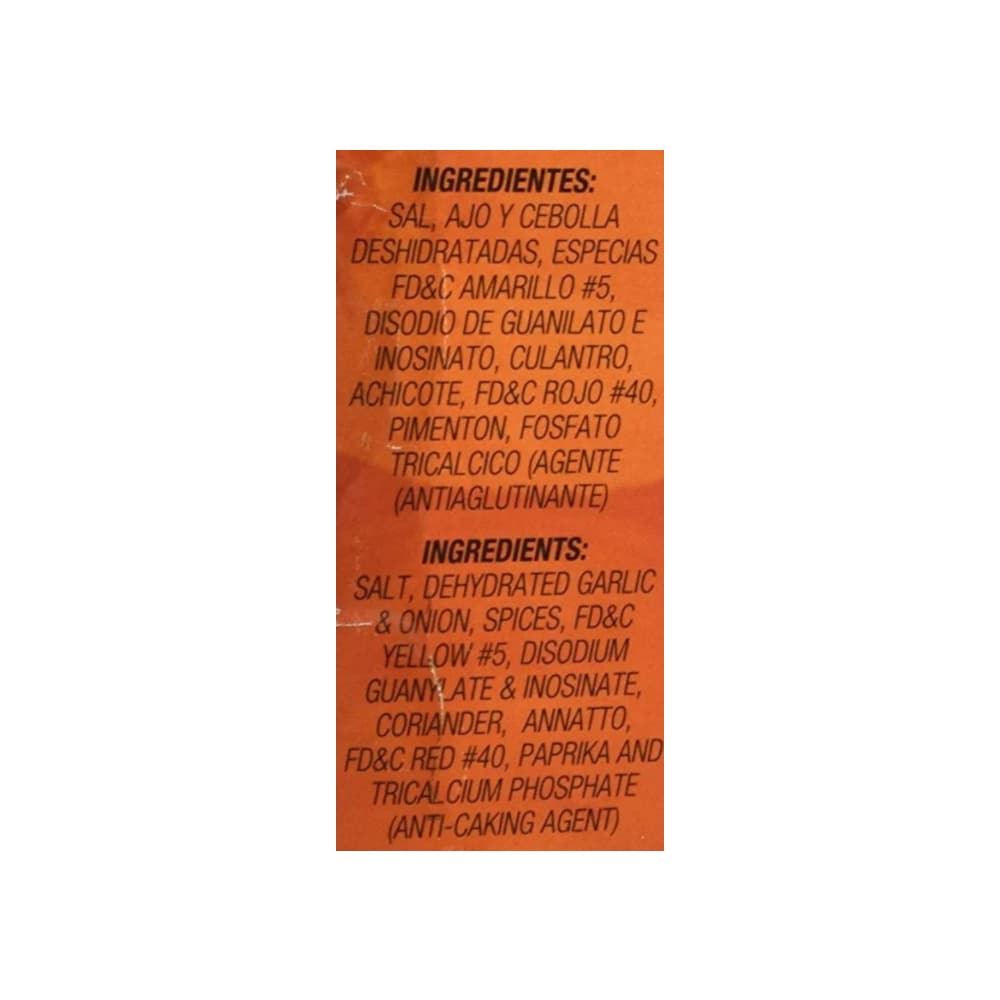 INGREDIENTES:
SAL, AJO Y CEBOLLA
DESHIDRATADAS, ESPECIAS
FD&C AMARILLO #5,
DISODIO DE GUANILATO E
INOSINATO, CULANTRO,
ACHICOTE, FD&C ROJO #40,
PIMENTON, FOSFATO
TRICALCICO (AGENTE
(ANTIAGLUTINANTE)
INGREDIENTS:
SALT, DEHYDRATED GARLIC
& ONION, SPICES, FD&C
YELLOW #5, DISODIUM
GUANYLATE & INOSINATE,
CORIANDER, ANNATTO,
FD&C RED #40, PAPRIKA AND
TRICALCIUM PHOSPHATE
(ANTI-CAKING AGENT)